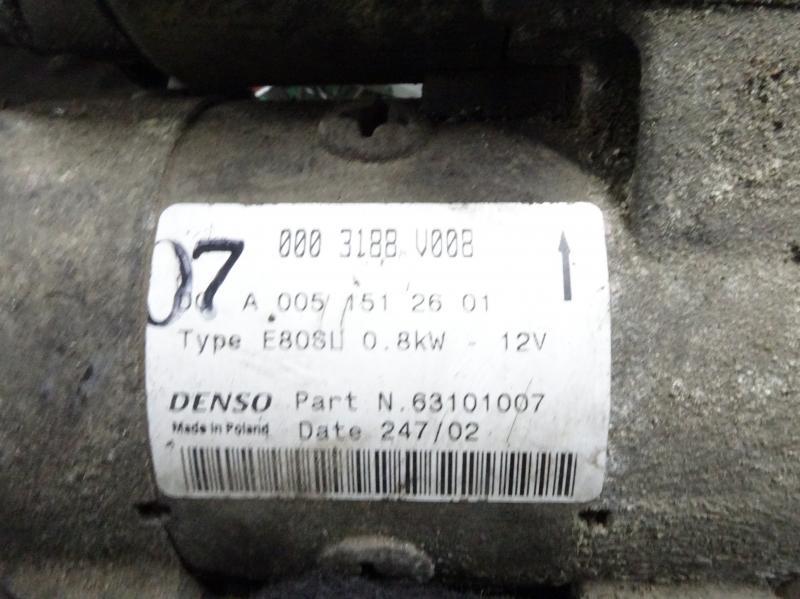 000 3188 V008
07
A 005 151 26 01
Type E80SL 0.8kW - 12V
DENSO Part N.63101007
Made in Poland Date 247/02